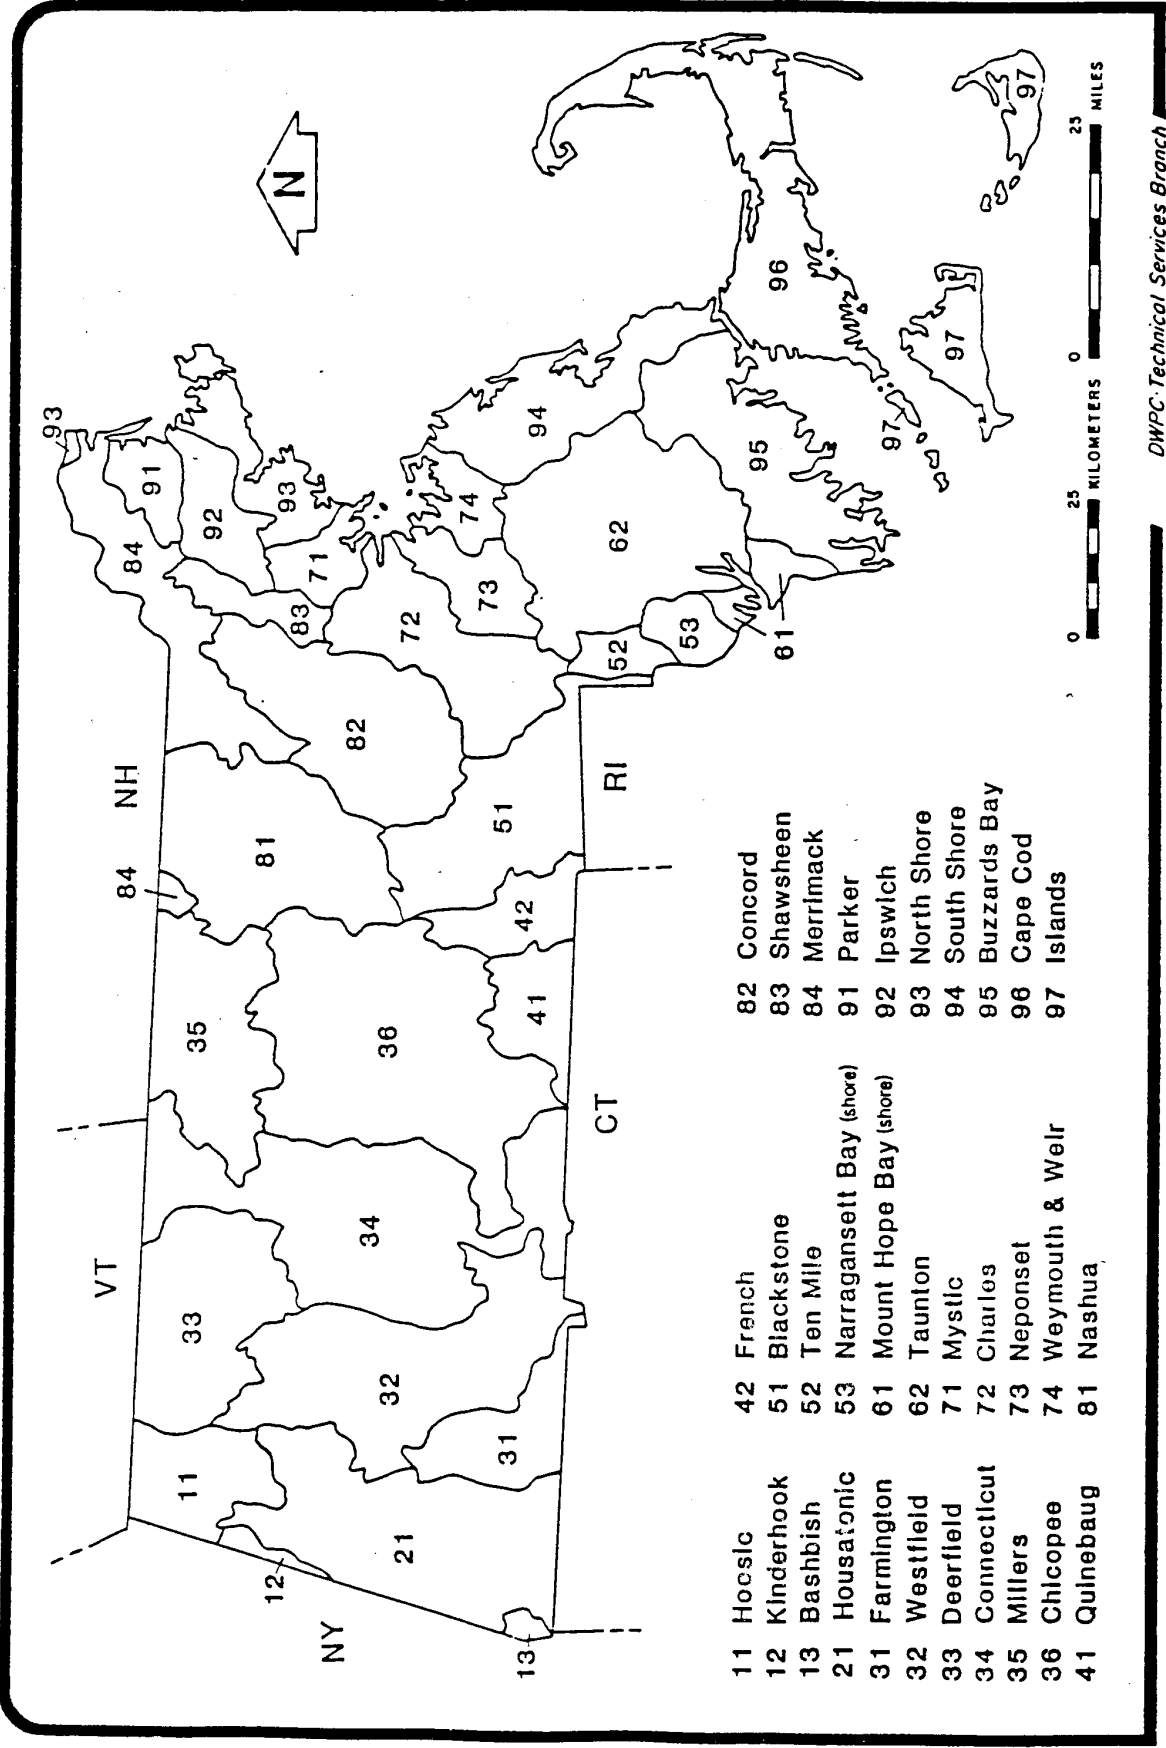 NH
VT
NY
CT
RI
N
93
91
84
92
93
83
71
84
81
82
72
74
73
94
62
52
53
61
95
96
97
97
97
35
36
51
42
41
33
34
32
31
11
12
21
13
11 Hoosic
12 Kinderhook
13 Bashbish
21 Housatonic
31 Farmington
32 Westfield
33 Deerfield
34 Connecticut
35 Millers
36 Chicopee
41 Quinebaug
42 French
51 Blackstone
52 Ten Mile
53 Narragansett Bay (shore)
61 Mount Hope Bay (shore)
62 Taunton
71 Mystic
72 Charles
73 Neponset
74 Weymouth & Weir
81 Nashua
82 Concord
83 Shawsheen
84 Merrimack
91 Parker
92 Ipswich
93 North Shore
94 South Shore
95 Buzzards Bay
96 Cape Cod
97 Islands
0 25 KILOMETERS
0 25 MILES
DWPC-Technical Services Branch